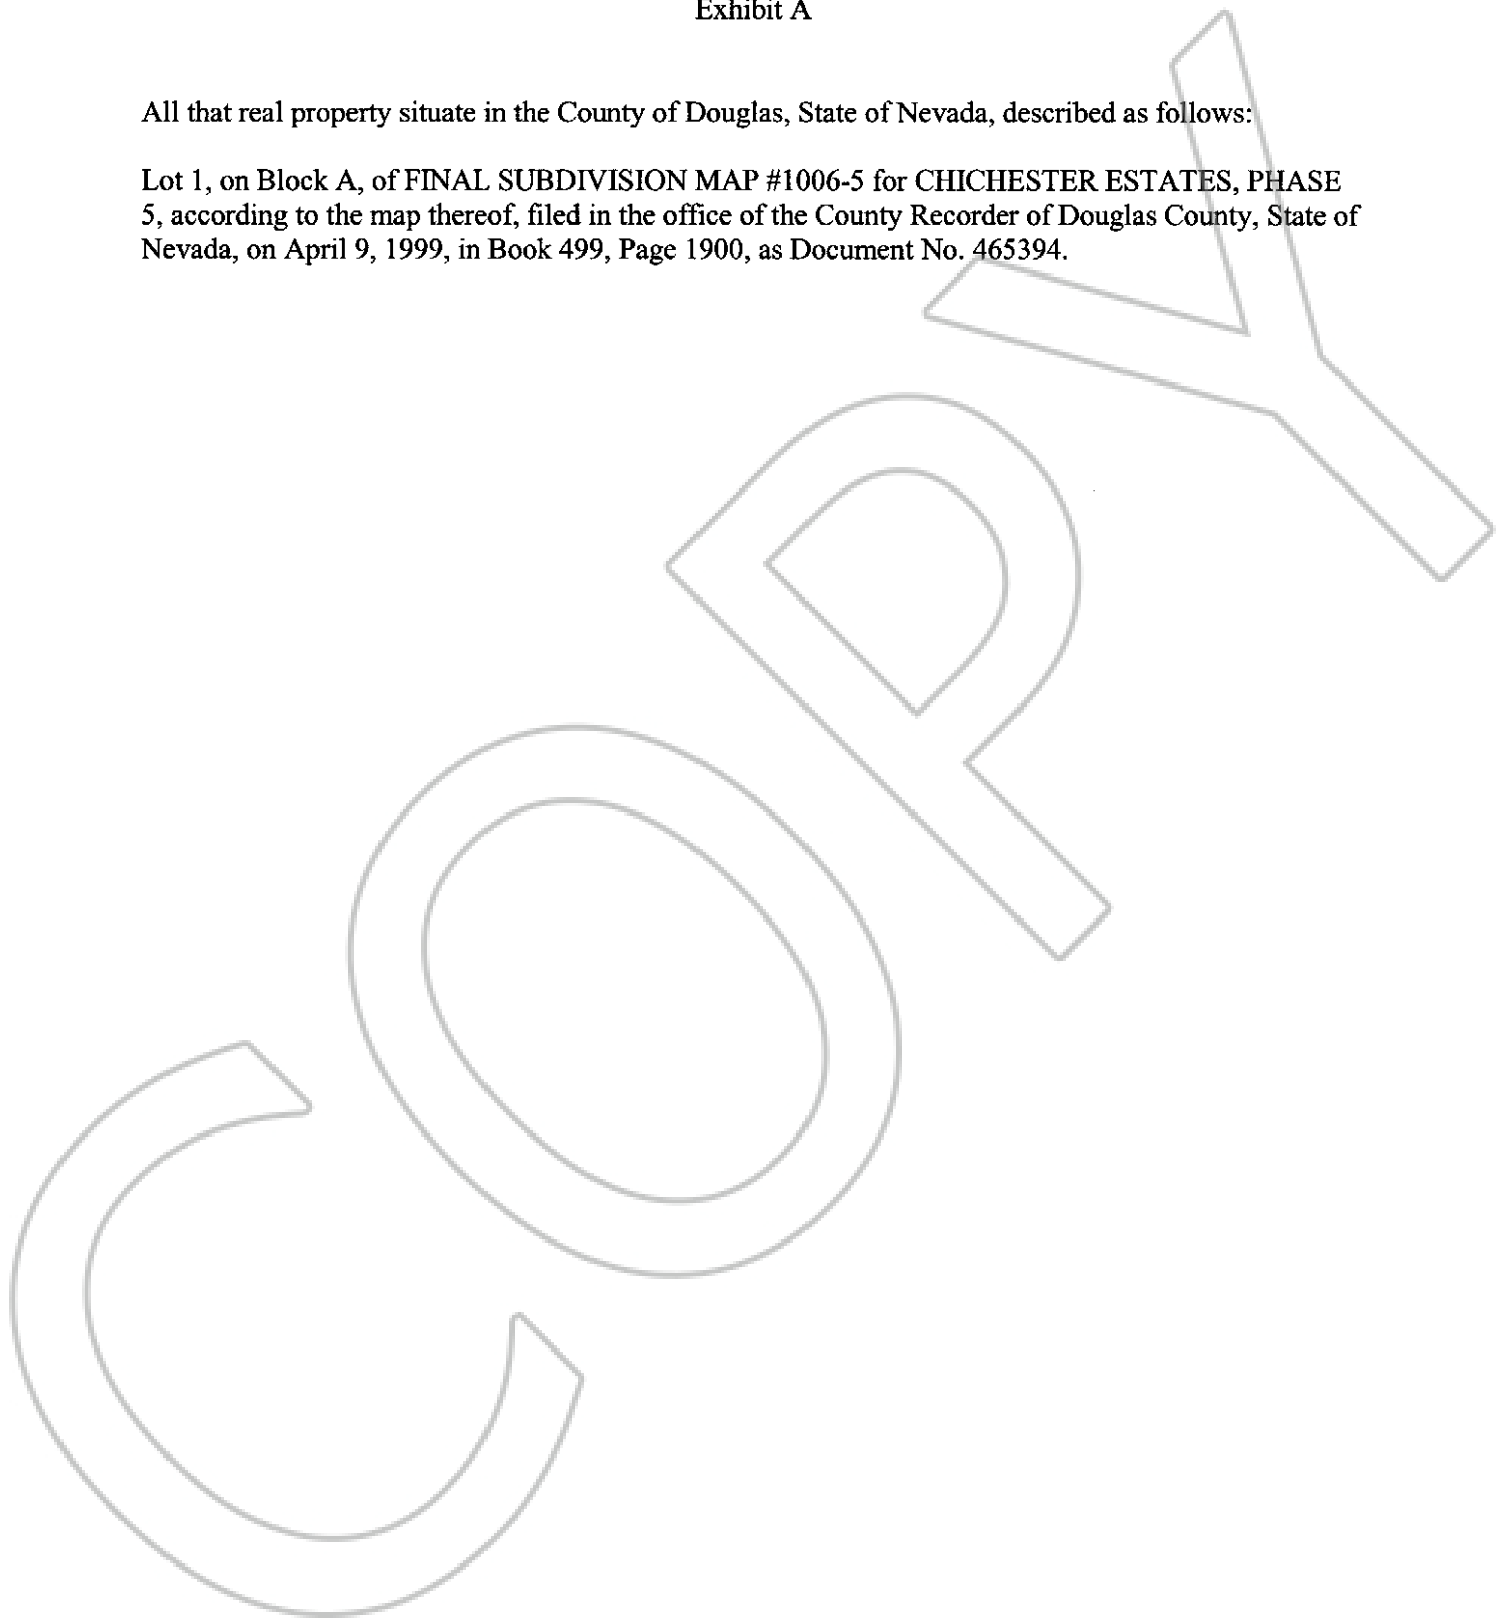 Exhibit A
All that real property situate in the County of Douglas, State of Nevada, described as follows:
Lot 1, on Block A, of FINAL SUBDIVISION MAP #1006-5 for CHICHESTER ESTATES, PHASE
5, according to the map thereof, filed in the office of the County Recorder of Douglas County, State of
Nevada, on April 9, 1999, in Book 499, Page 1900, as Document No. 465394.
COPY